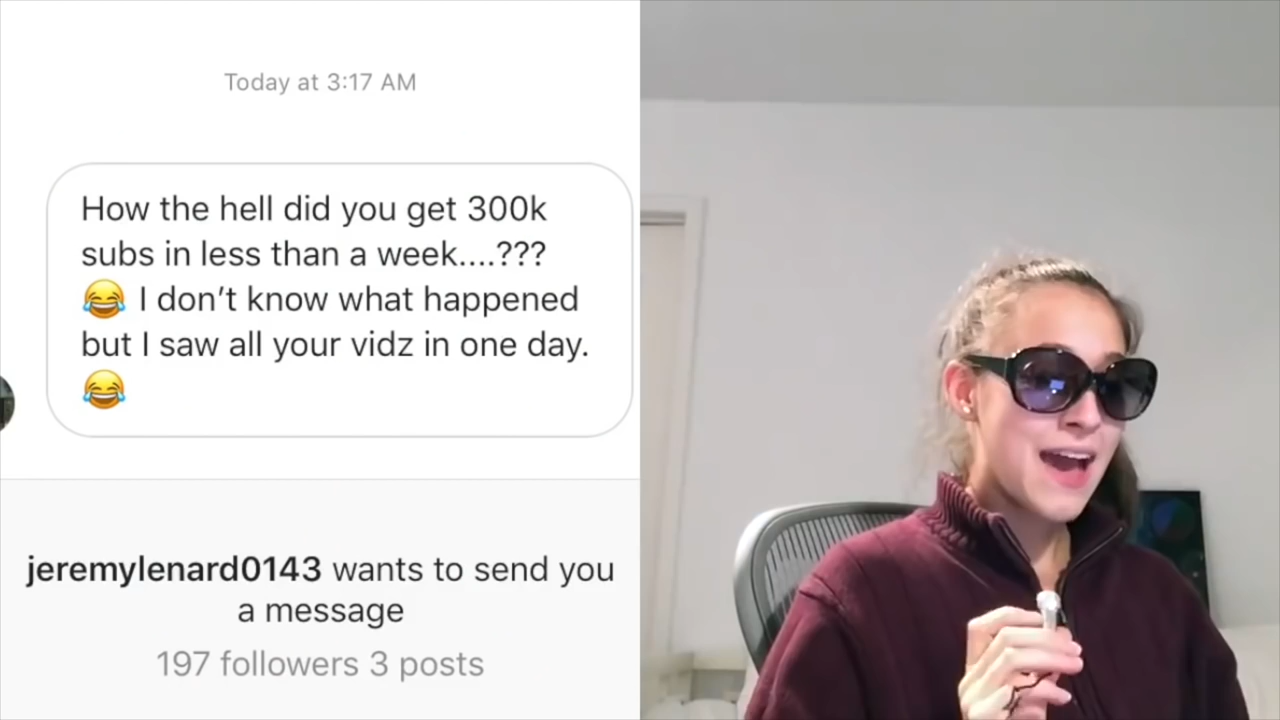 Today at 3:17 AM
How the hell did you get 300k
subs in less than a week....???
😂 I don’t know what happened
but I saw all your vidz in one day.
😂
jeremylenard0143 wants to send you
a message
197 followers 3 posts